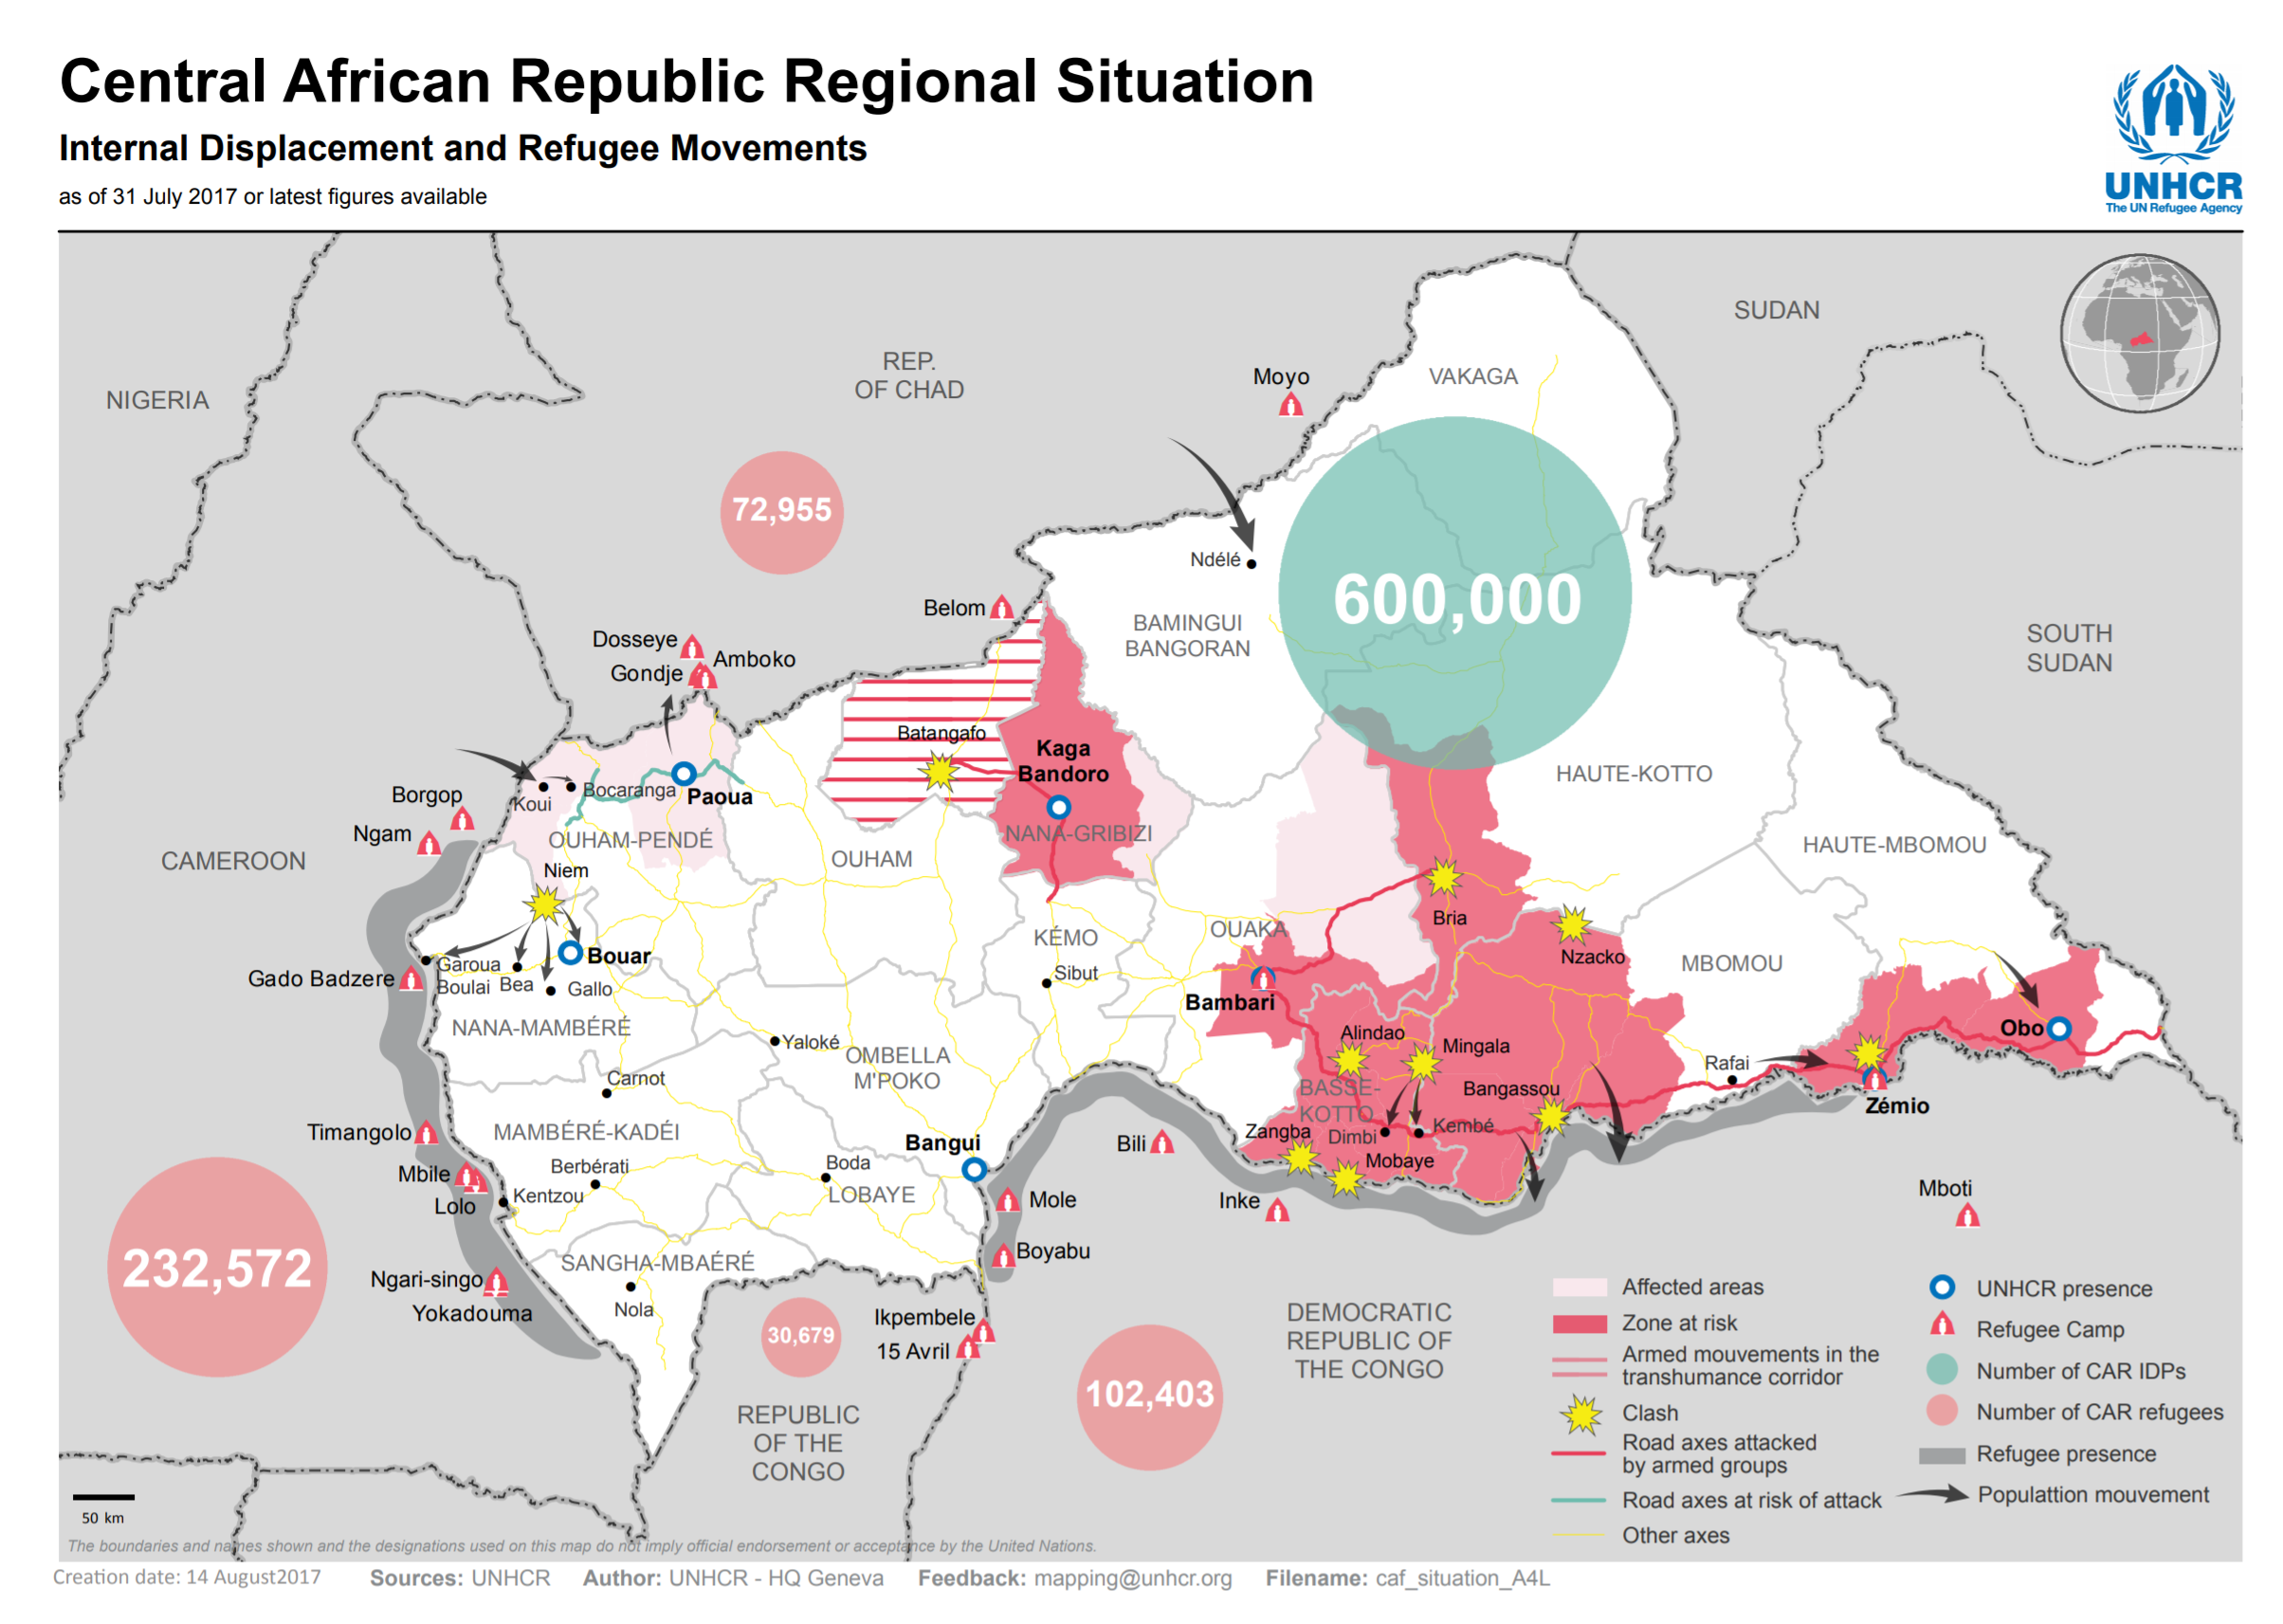 Central African Republic Regional Situation
Internal Displacement and Refugee Movements
as of 31 July 2017 or latest figures available
UNHCR
The UN Refugee Agency
SUDAN
REP.
OF CHAD
NIGERIA
Moyo
VAKAGA
72,955
Ndélé
600,000
Belom
BAMINGUI
BANGORAN
SOUTH
SUDAN
Dosseye
Amboko
Gondje
Batangafo
Kaga
Bandoro
HAUTE-KOTTO
Borgop
Koui
Bocaranga
Paoua
Ngam
OUHAM-PENDÉ
NANA-GRIBIZI
HAUTE-MBOMOU
CAMEROON
OUHAM
Niem
Bria
OUAKA
KÉMO
Nzacko
MBOMOU
Bouar
Garoua
Boulai
Bea
Gallo
Gado Badzere
Sibut
Bambari
NANA-MAMBÉRÉ
Obo
Yaloké
Alindao
Mingala
OMBELLA
M'POKO
Rafai
Carnot
BASSE-
KOTTO
Bangassou
Zémio
Timangolo
MAMBÉRÉ-KADÉI
Bangui
Bili
Zangba
Dimbi
Kembé
Mobaye
Berbérati
Boda
Mbile
Lolo
Kentzou
LOBAYE
Mole
Inke
Mboti
232,572
Boyabu
SANGHA-MBAÉRÉ
Ngari-singo
Yokadouma
Nola
30,679
Ikpembele
15 Avril
DEMOCRATIC
REPUBLIC OF
THE CONGO
102,403
REPUBLIC
OF THE
CONGO
Affected areas
Zone at risk
Armed mouvements in the
transhumance corridor
Clash
Road axes attacked
by armed groups
Road axes at risk of attack
Other axes
UNHCR presence
Refugee Camp
Number of CAR IDPs
Number of CAR refugees
Refugee presence
Populattion mouvement
50 km
The boundaries and names shown and the designations used on this map do not imply official endorsement or acceptance by the United Nations.
Creation date: 14 August2017 Sources: UNHCR Author: UNHCR - HQ Geneva Feedback: mapping@unhcr.org Filename: caf_situation_A4L